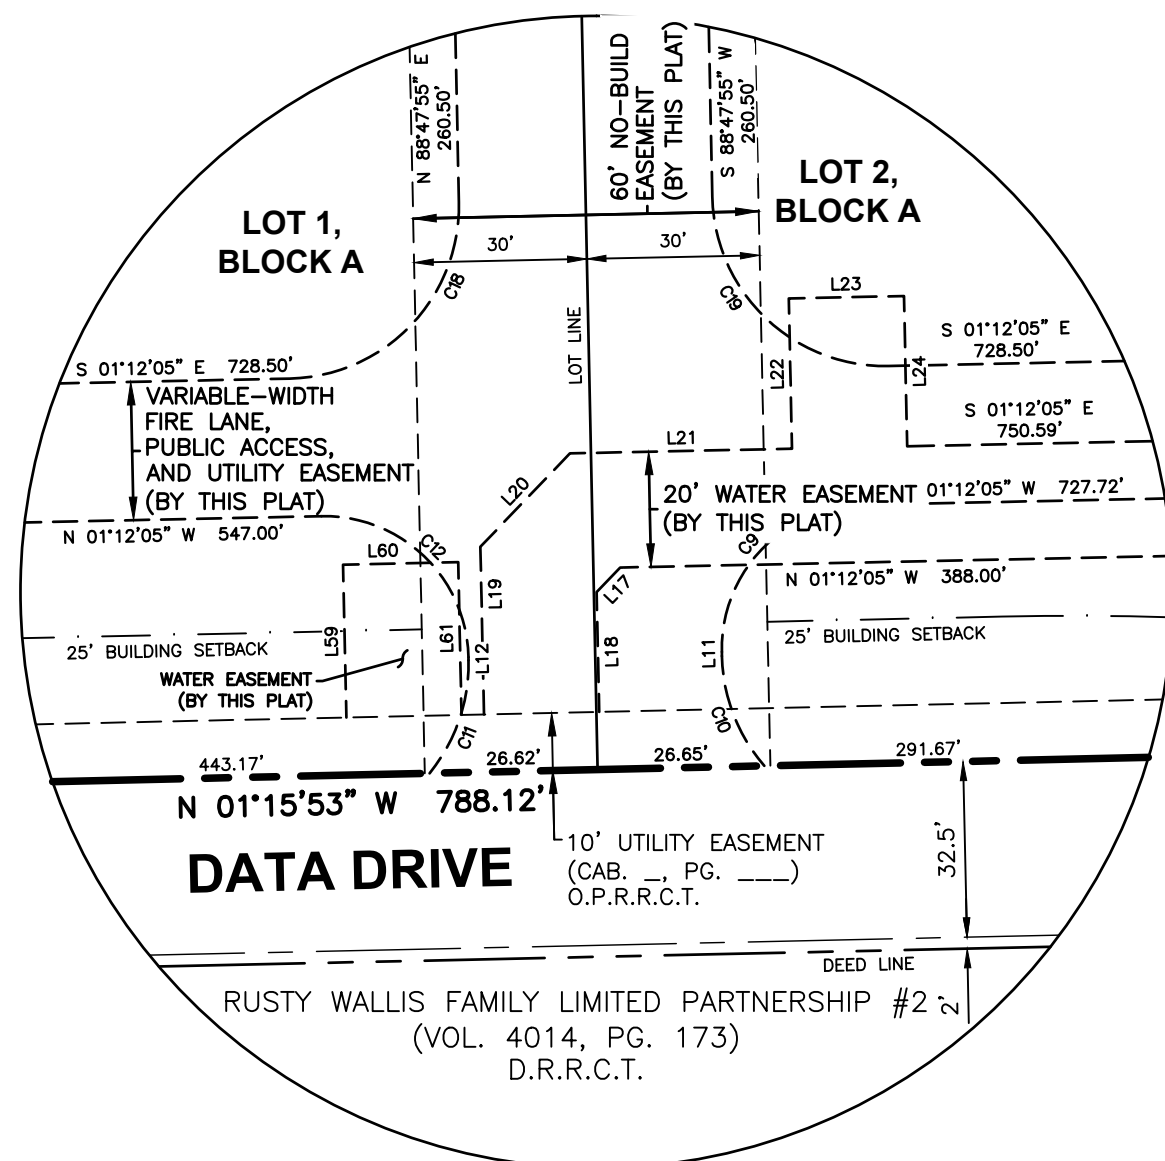 N 88°47'55" E
260.50'
60' NO-BUILD
EASEMENT
(BY THIS PLAT)
S 88°47'55" W
260.50'
LOT 1,
BLOCK A
LOT 2,
BLOCK A
30'
30'
C18
C19
L23
LOT LINE
L22
L24
S 01°12'05" E 728.50'
S 01°12'05" E
728.50'
VARIABLE-WIDTH
FIRE LANE,
PUBLIC ACCESS,
AND UTILITY EASEMENT
(BY THIS PLAT)
S 01°12'05" E
750.59'
L21
L20
20' WATER EASEMENT
(BY THIS PLAT)
01°12'05" W 727.72'
N 01°12'05" W 547.00'
L60
C12
C9
L17
N 01°12'05" W 388.00'
L19
L59
L61
L12
L18
L11
25' BUILDING SETBACK
25' BUILDING SETBACK
WATER EASEMENT
(BY THIS PLAT)
C11
C10
443.17'
26.62'
26.65'
291.67'
N 01°15'53" W 788.12'
DATA DRIVE
10' UTILITY EASEMENT
(CAB. _, PG. ___)
O.P.R.R.C.T.
32.5'
DEED LINE
2'
RUSTY WALLIS FAMILY LIMITED PARTNERSHIP #2
(VOL. 4014, PG. 173)
D.R.R.C.T.